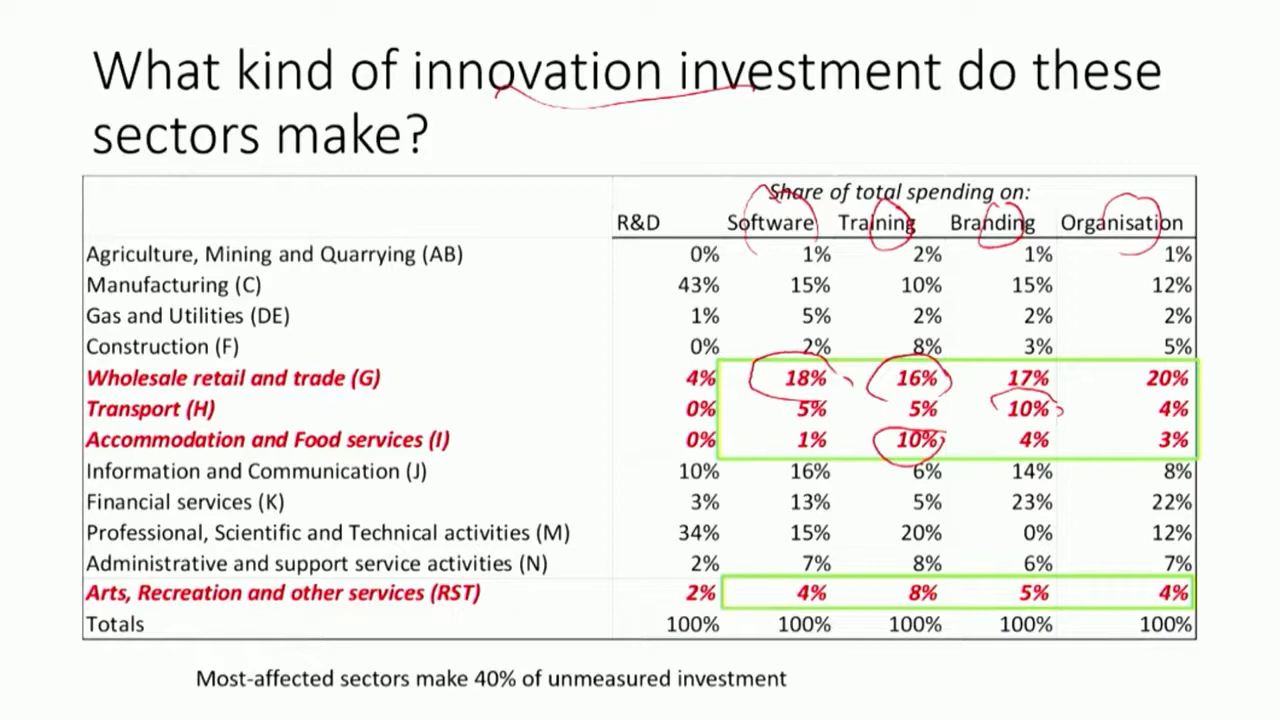 What kind of innovation investment do these
sectors make?
Share of total spending on:
R&D Software Training Branding Organisation
Agriculture, Mining and Quarrying (AB) 0% 1% 2% 1% 1%
Manufacturing (C) 43% 15% 10% 15% 12%
Gas and Utilities (DE) 1% 5% 2% 2% 2%
Construction (F) 0% 2% 8% 3% 5%
Wholesale retail and trade (G) 4% 18% 16% 17% 20%
Transport (H) 0% 5% 5% 10% 4%
Accommodation and Food services (I) 0% 1% 10% 4% 3%
Information and Communication (J) 10% 16% 6% 14% 8%
Financial services (K) 3% 13% 5% 23% 22%
Professional, Scientific and Technical activities (M) 34% 15% 20% 0% 12%
Administrative and support service activities (N) 2% 7% 8% 6% 7%
Arts, Recreation and other services (RST) 2% 4% 8% 5% 4%
Totals 100% 100% 100% 100% 100%
Most-affected sectors make 40% of unmeasured investment